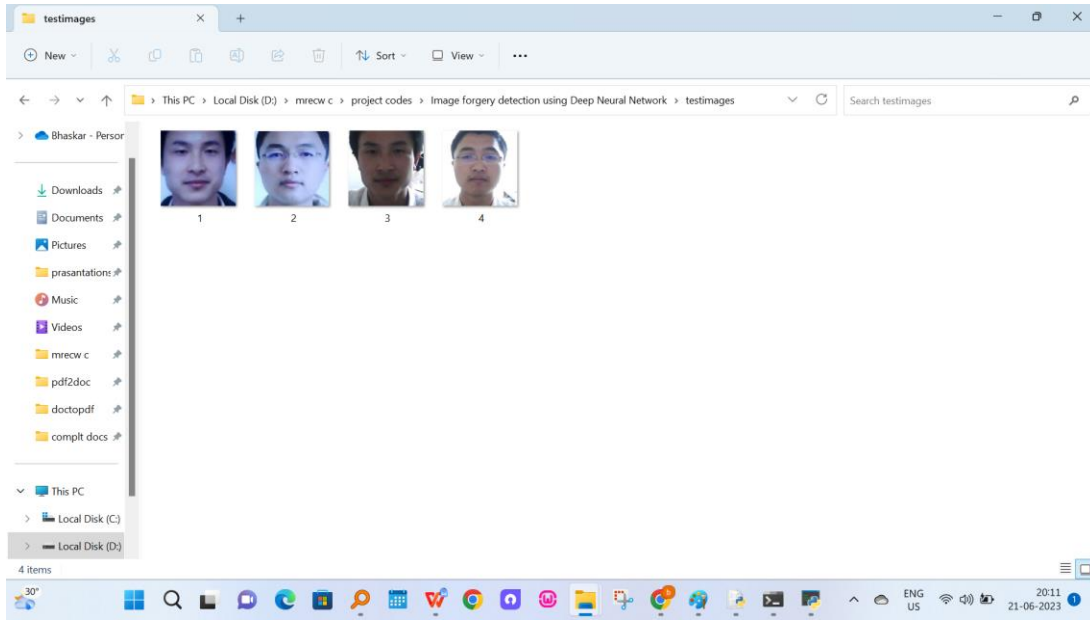 testimages
New
Sort
View
This PC > Local Disk (D:) > mrecw c > project codes > Image forgery detection using Deep Neural Network > testimages
Search testimages
Bhaskar - Person
Downloads
Documents
Pictures
prasantations
Music
Videos
mrecw c
pdf2doc
doctopdf
complt docs
This PC
Local Disk (C:)
Local Disk (D:)
1
2
3
4
4 items
30°
ENG
US
20:11
21-06-2023
1